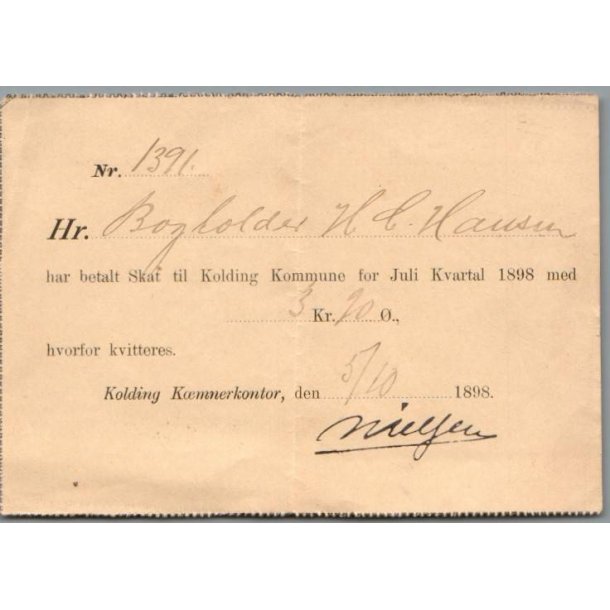 Nr. 1391.
Hr. Bogholder H C. Hansen
har betalt Skat til Kolding Kommune for Juli Kvartal 1898 med
3 Kr. 90 Ø.,
hvorfor kvitteres.
Kolding Kæmnerkontor, den 5/10 1898.
Nielsen